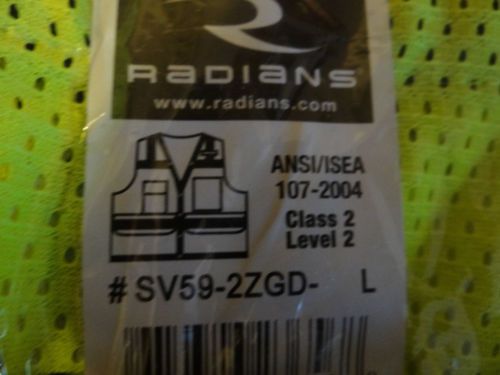 RADIANS
www.radians.com
ANSI/ISEA
107-2004
Class 2
Level 2
# SV59-2ZGD- L